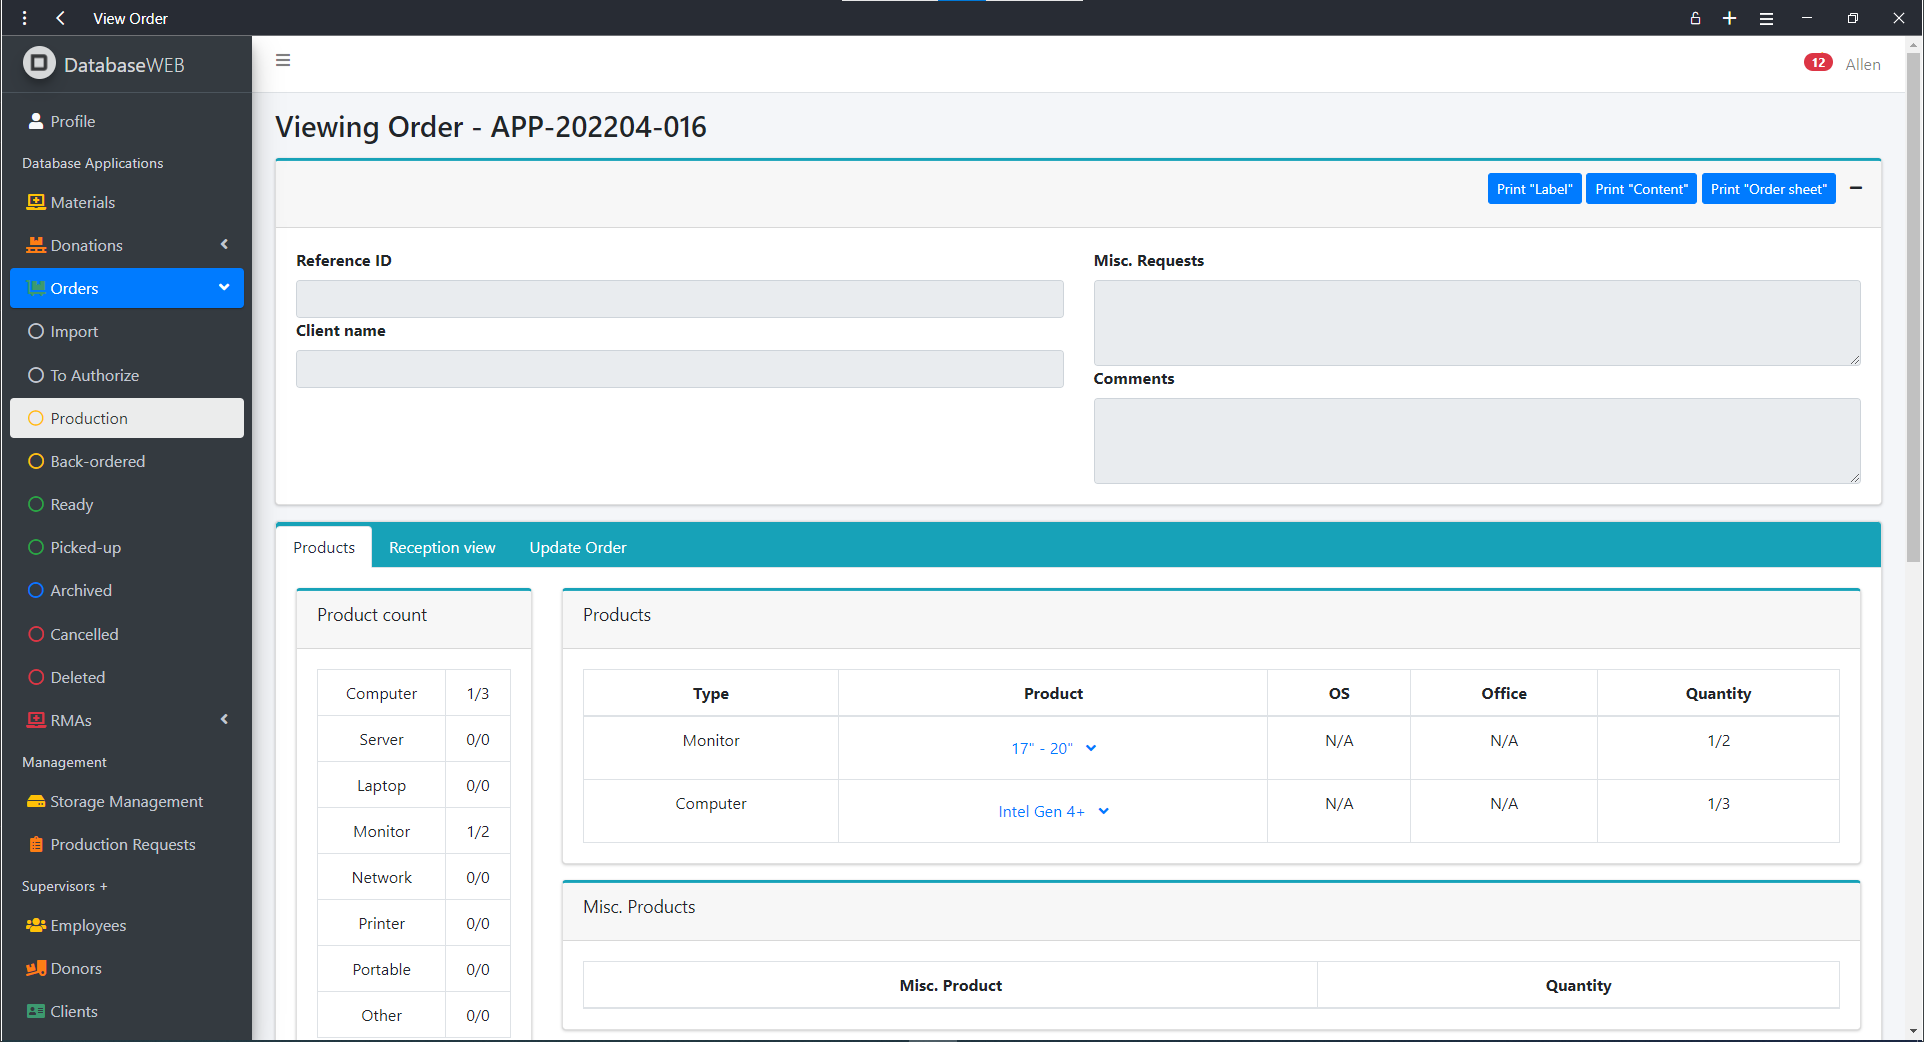 View Order
DatabaseWEB
12 Allen
Profile
Database Applications
Materials
Donations
Orders
Import
To Authorize
Production
Back-ordered
Ready
Picked-up
Archived
Cancelled
Deleted
RMAs
Management
Storage Management
Production Requests
Supervisors +
Employees
Donors
Clients
Viewing Order - APP-202204-016
Print "Label" Print "Content" Print "Order sheet"
Reference ID
Client name
Misc. Requests
Comments
Products Reception view Update Order
Product count
Computer 1/3
Server 0/0
Laptop 0/0
Monitor 1/2
Network 0/0
Printer 0/0
Portable 0/0
Other 0/0
Products
Type Product OS Office Quantity
Monitor 17" - 20" N/A N/A 1/2
Computer Intel Gen 4+ N/A N/A 1/3
Misc. Products
Misc. Product Quantity